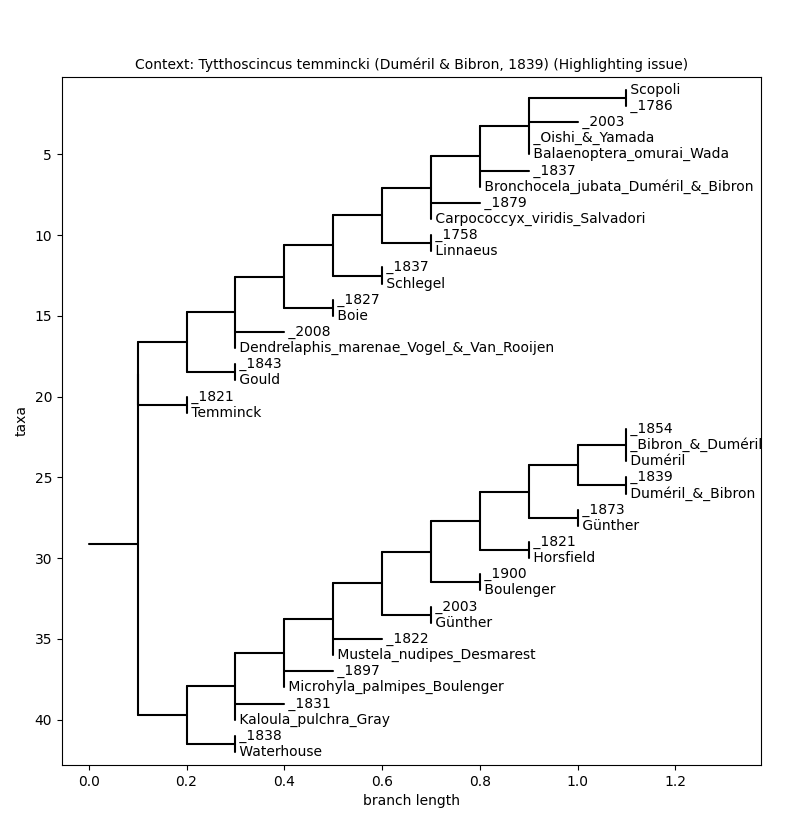 Context: Tytthoscincus temmincki (Duméril & Bibron, 1839) (Highlighting issue)
Scopoli
_1786
_2003
_Oishi_&_Yamada
Balaenoptera_omurai_Wada
_1837
Bronchocela_jubata_Duméril_&_Bibron
_1879
Carpococcyx_viridis_Salvadori
_1758
Linnaeus
_1837
Schlegel
_1827
Boie
_2008
Dendrelaphis_marenae_Vogel_&_Van_Rooijen
_1843
Gould
_1821
Temminck
_1854
_Bibron_&_Duméril
Duméril
_1839
Duméril_&_Bibron
_1873
Günther
_1821
Horsfield
_1900
Boulenger
_2003
Günther
_1822
Mustela_nudipes_Desmarest
_1897
Microhyla_palmipes_Boulenger
_1831
Kaloula_pulchra_Gray
_1838
Waterhouse
5
10
15
20
25
30
35
40
taxa
0.0 0.2 0.4 0.6 0.8 1.0 1.2
branch length